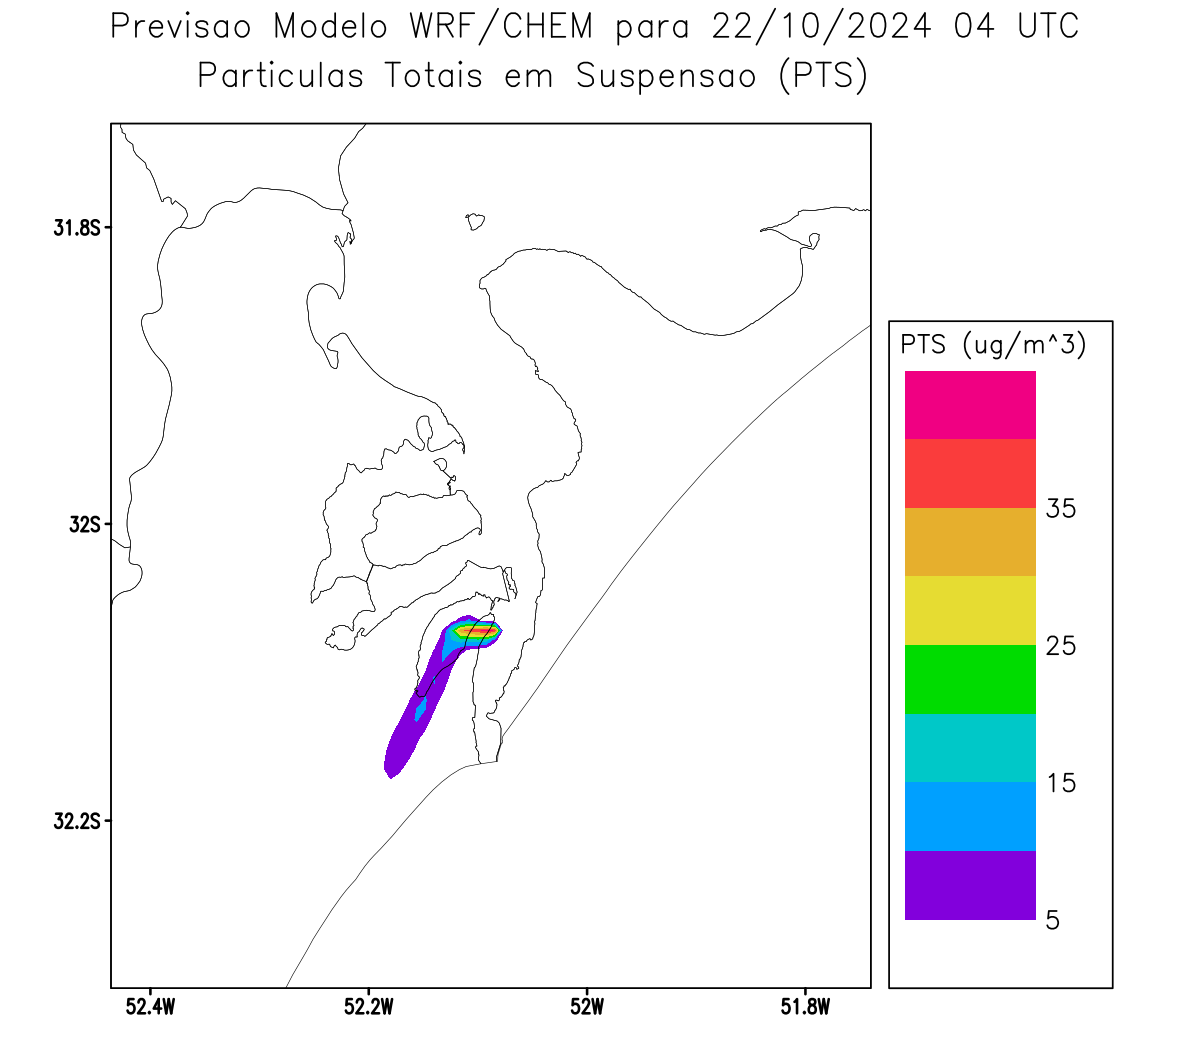 Previsao Modelo WRF/CHEM para 22/10/2024 04 UTC
Particulas Totais em Suspensao (PTS)
31.8S
32S
32.2S
52.4W
52.2W
52W
51.8W
PTS (ug/m^3)
35
25
15
5